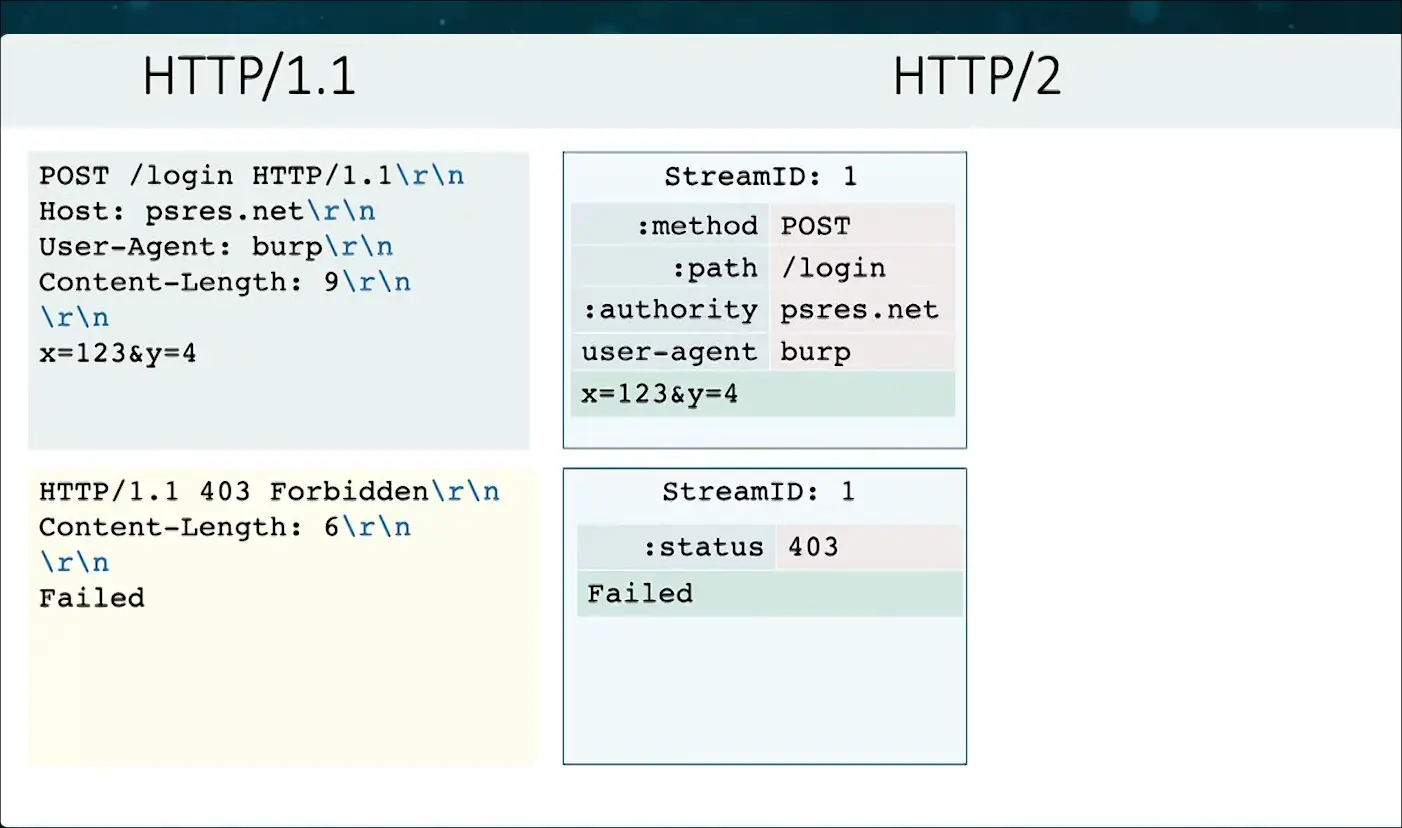 HTTP/1.1
HTTP/2
POST /login HTTP/1.1\r\n
Host: psres.net\r\n
User-Agent: burp\r\n
Content-Length: 9\r\n
\r\n
x=123&y=4
StreamID: 1
:method POST
:path /login
:authority psres.net
user-agent burp
x=123&y=4
HTTP/1.1 403 Forbidden\r\n
Content-Length: 6\r\n
\r\n
Failed
StreamID: 1
:status 403
Failed